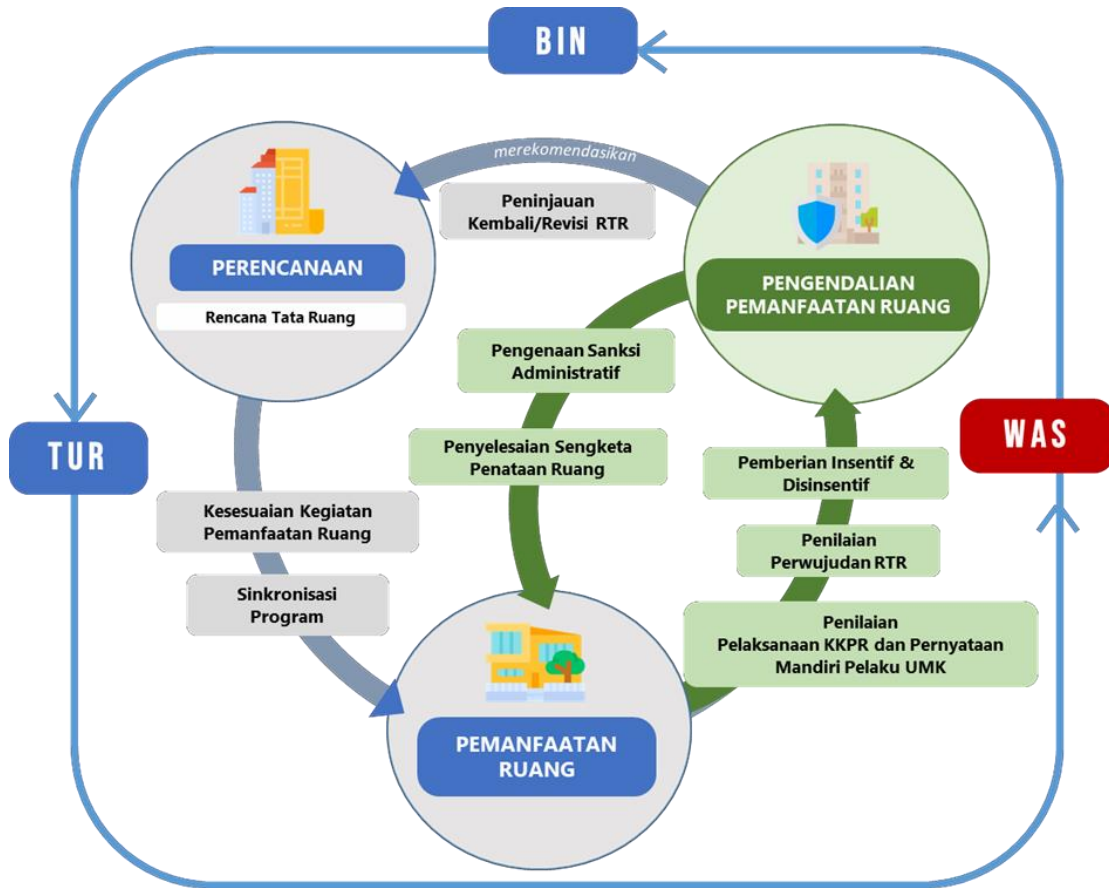 BIN
merekomendasikan
Peninjauan
Kembali/Revisi RTR
PERENCANAAN
Rencana Tata Ruang
PENGENDALIAN
PEMANFAATAN RUANG
Pengenaan Sanksi
Administratif
TUR
WAS
Penyelesaian Sengketa
Penataan Ruang
Pemberian Insentif &
Disinsentif
Kesesuaian Kegiatan
Pemanfaatan Ruang
Penilaian
Perwujudan RTR
Sinkronisasi
Program
Penilaian
Pelaksanaan KKPR dan Pernyataan
Mandiri Pelaku UMK
PEMANFAATAN
RUANG